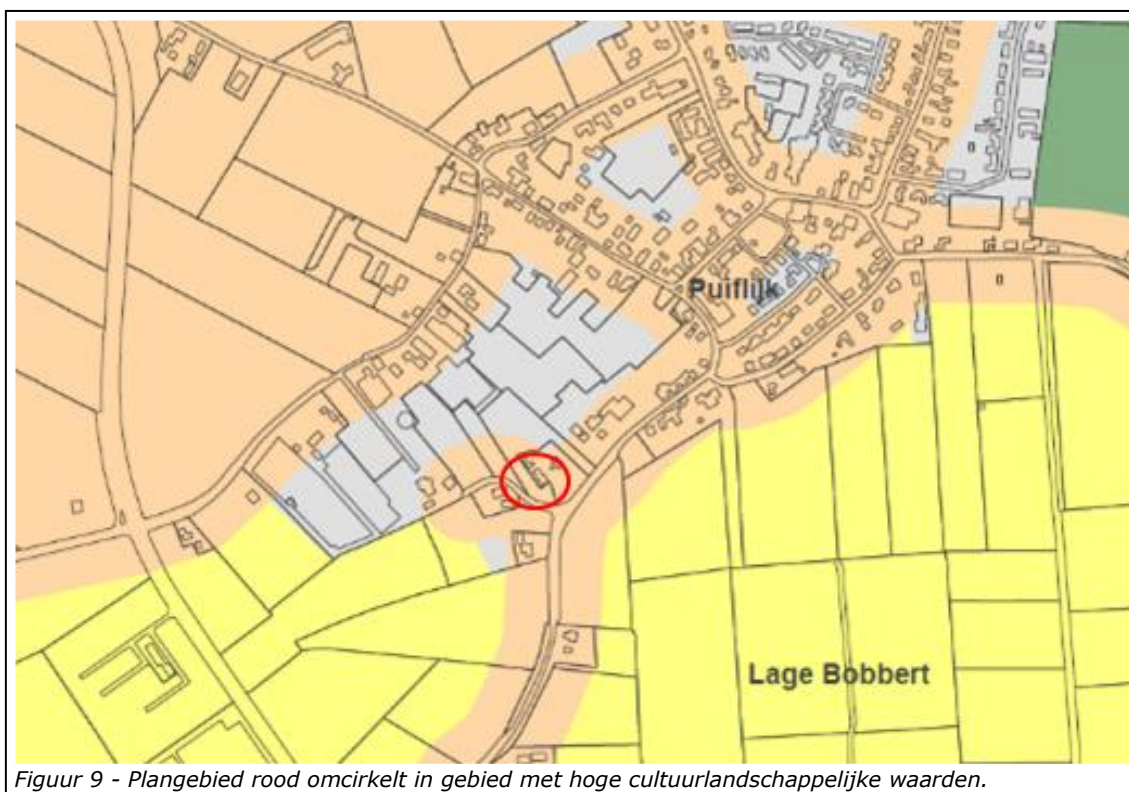 Puiflijk
Lage Bobbert
Figuur 9 - Plangebied rood omcirkelt in gebied met hoge cultuurlandschappelijke waarden.